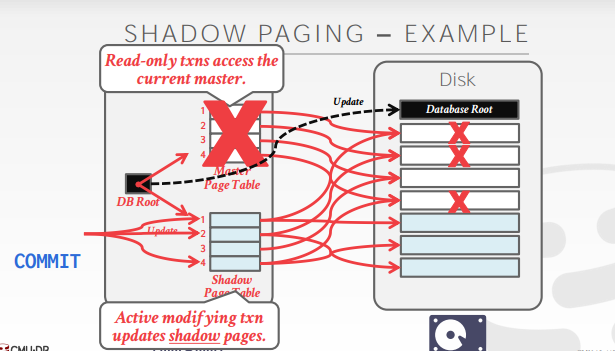 SHADOW PAGING – EXAMPLE
Read-only txns access the
current master.
Disk
1
2
3
4
Update
Database Root
Master
Page Table
DB Root
Update
COMMIT
1
2
3
4
Shadow
Page Table
Active modifying txn
updates shadow pages.
CMU·DB